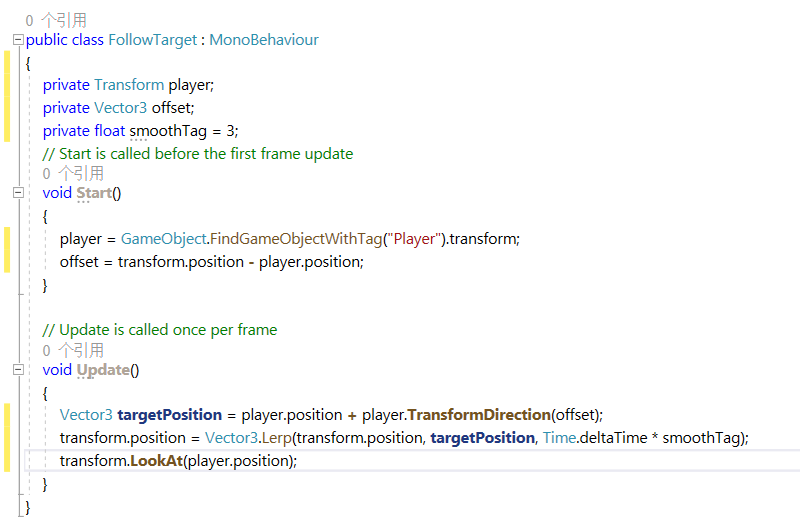 0 个引用
public class FollowTarget : MonoBehaviour
{
private Transform player;
private Vector3 offset;
private float smoothTag = 3;
// Start is called before the first frame update
0 个引用
void Start()
{
player = GameObject.FindGameObjectWithTag("Player").transform;
offset = transform.position - player.position;
}
// Update is called once per frame
0 个引用
void Update()
{
Vector3 targetPosition = player.position + player.TransformDirection(offset);
transform.position = Vector3.Lerp(transform.position, targetPosition, Time.deltaTime * smoothTag);
transform.LookAt(player.position);
}
}